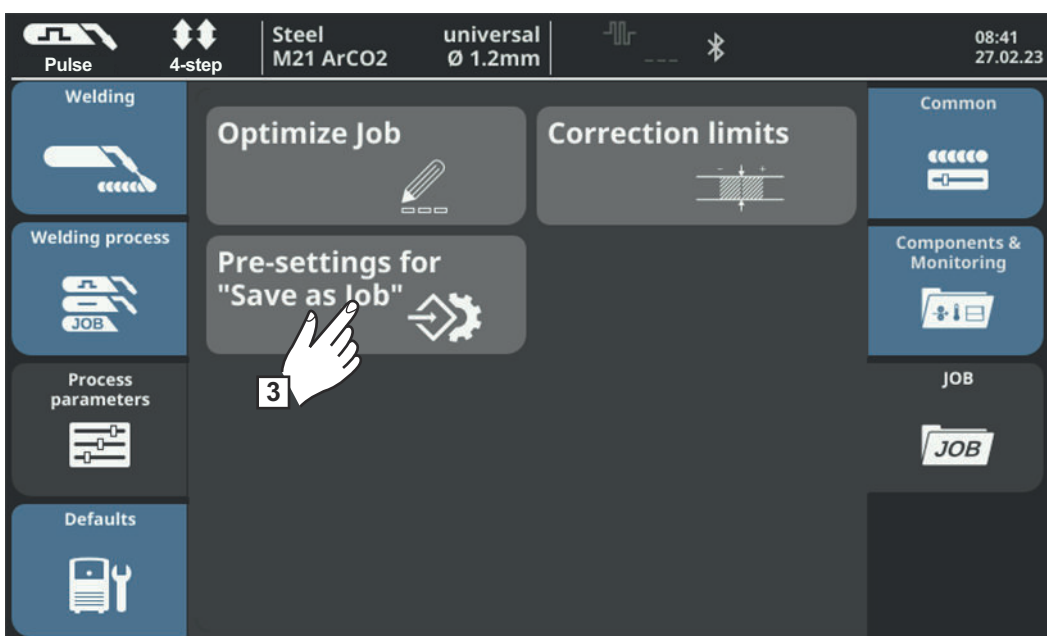 Pulse
4-step
Steel universal
M21 ArCO2 Ø 1.2mm
---
08:41
27.02.23
Welding
Welding process
JOB
Process
parameters
Defaults
Optimize Job
Correction limits
- +
Pre-settings for
"Save as Job"
3
Common
Components &
Monitoring
JOB
JOB